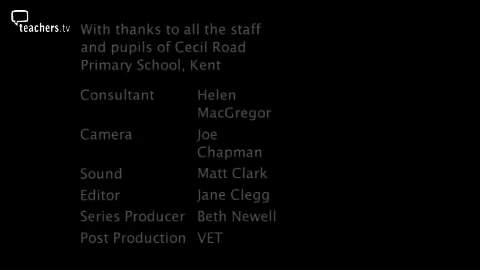 teachers.tv
With thanks to all the staff
and pupils of Cecil Road
Primary School, Kent
Consultant Helen
MacGregor
Camera Joe
Chapman
Sound Matt Clark
Editor Jane Clegg
Series Producer Beth Newell
Post Production VET